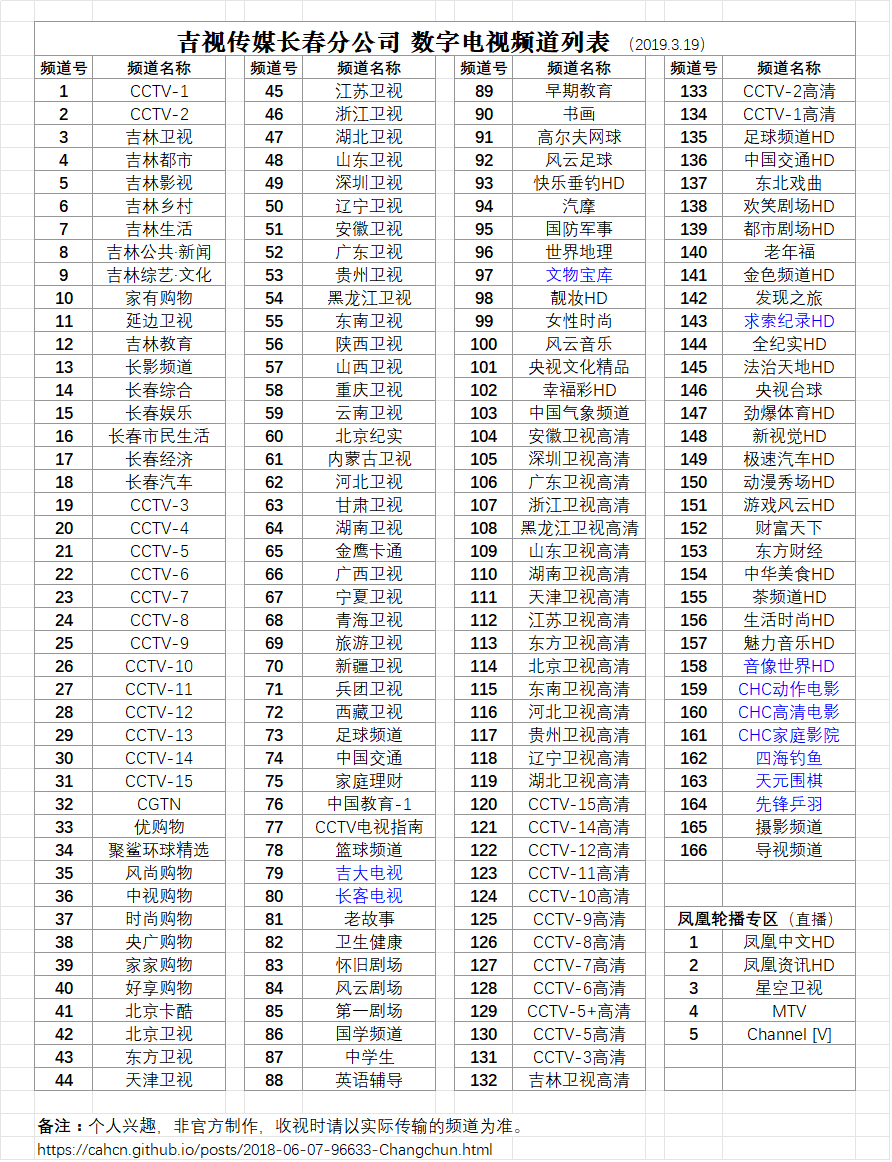 吉视传媒长春分公司 数字电视频道列表 （2019.3.19）
频道号 频道名称 频道号 频道名称 频道号 频道名称 频道号 频道名称
1 CCTV-1 45 江苏卫视 89 早期教育 133 CCTV-2高清
2 CCTV-2 46 浙江卫视 90 书画 134 CCTV-1高清
3 吉林卫视 47 湖北卫视 91 高尔夫网球 135 足球频道HD
4 吉林都市 48 山东卫视 92 风云足球 136 中国交通HD
5 吉林影视 49 深圳卫视 93 快乐垂钓HD 137 东北戏曲
6 吉林乡村 50 辽宁卫视 94 汽摩 138 欢笑剧场HD
7 吉林生活 51 安徽卫视 95 国防军事 139 都市剧场HD
8 吉林公共·新闻 52 广东卫视 96 世界地理 140 老年福
9 吉林综艺·文化 53 贵州卫视 97 文物宝库 141 金色频道HD
10 家有购物 54 黑龙江卫视 98 靓妆HD 142 发现之旅
11 延边卫视 55 东南卫视 99 女性时尚 143 求索纪录HD
12 吉林教育 56 陕西卫视 100 风云音乐 144 全纪实HD
13 长影频道 57 山西卫视 101 央视文化精品 145 法治天地HD
14 长春综合 58 重庆卫视 102 幸福彩HD 146 央视台球
15 长春娱乐 59 云南卫视 103 中国气象频道 147 劲爆体育HD
16 长春市民生活 60 北京纪实 104 安徽卫视高清 148 新视觉HD
17 长春经济 61 内蒙古卫视 105 深圳卫视高清 149 极速汽车HD
18 长春汽车 62 河北卫视 106 广东卫视高清 150 动漫秀场HD
19 CCTV-3 63 甘肃卫视 107 浙江卫视高清 151 游戏风云HD
20 CCTV-4 64 湖南卫视 108 黑龙江卫视高清 152 财富天下
21 CCTV-5 65 金鹰卡通 109 山东卫视高清 153 东方财经
22 CCTV-6 66 广西卫视 110 湖南卫视高清 154 中华美食HD
23 CCTV-7 67 宁夏卫视 111 天津卫视高清 155 茶频道HD
24 CCTV-8 68 青海卫视 112 江苏卫视高清 156 生活时尚HD
25 CCTV-9 69 旅游卫视 113 东方卫视高清 157 魅力音乐HD
26 CCTV-10 70 新疆卫视 114 北京卫视高清 158 音像世界HD
27 CCTV-11 71 兵团卫视 115 东南卫视高清 159 CHC动作电影
28 CCTV-12 72 西藏卫视 116 河北卫视高清 160 CHC高清电影
29 CCTV-13 73 足球频道 117 贵州卫视高清 161 CHC家庭影院
30 CCTV-14 74 中国交通 118 辽宁卫视高清 162 四海钓鱼
31 CCTV-15 75 家庭理财 119 湖北卫视高清 163 天元围棋
32 CGTN 76 中国教育-1 120 CCTV-15高清 164 先锋乒羽
33 优购物 77 CCTV电视指南 121 CCTV-14高清 165 摄影频道
34 聚鲨环球精选 78 篮球频道 122 CCTV-12高清 166 导视频道
35 风尚购物 79 吉大电视 123 CCTV-11高清
36 中视购物 80 长客电视 124 CCTV-10高清
37 时尚购物 81 老故事 125 CCTV-9高清 凤凰轮播专区（直播）
38 央广购物 82 卫生健康 126 CCTV-8高清 1 凤凰中文HD
39 家家购物 83 怀旧剧场 127 CCTV-7高清 2 凤凰资讯HD
40 好享购物 84 风云剧场 128 CCTV-6高清 3 星空卫视
41 北京卡酷 85 第一剧场 129 CCTV-5+高清 4 MTV
42 北京卫视 86 国学频道 130 CCTV-5高清 5 Channel [V]
43 东方卫视 87 中学生 131 CCTV-3高清
44 天津卫视 88 英语辅导 132 吉林卫视高清
备注：个人兴趣，非官方制作，收视时请以实际传输的频道为准。
https://cahcn.github.io/posts/2018-06-07-96633-Changchun.html